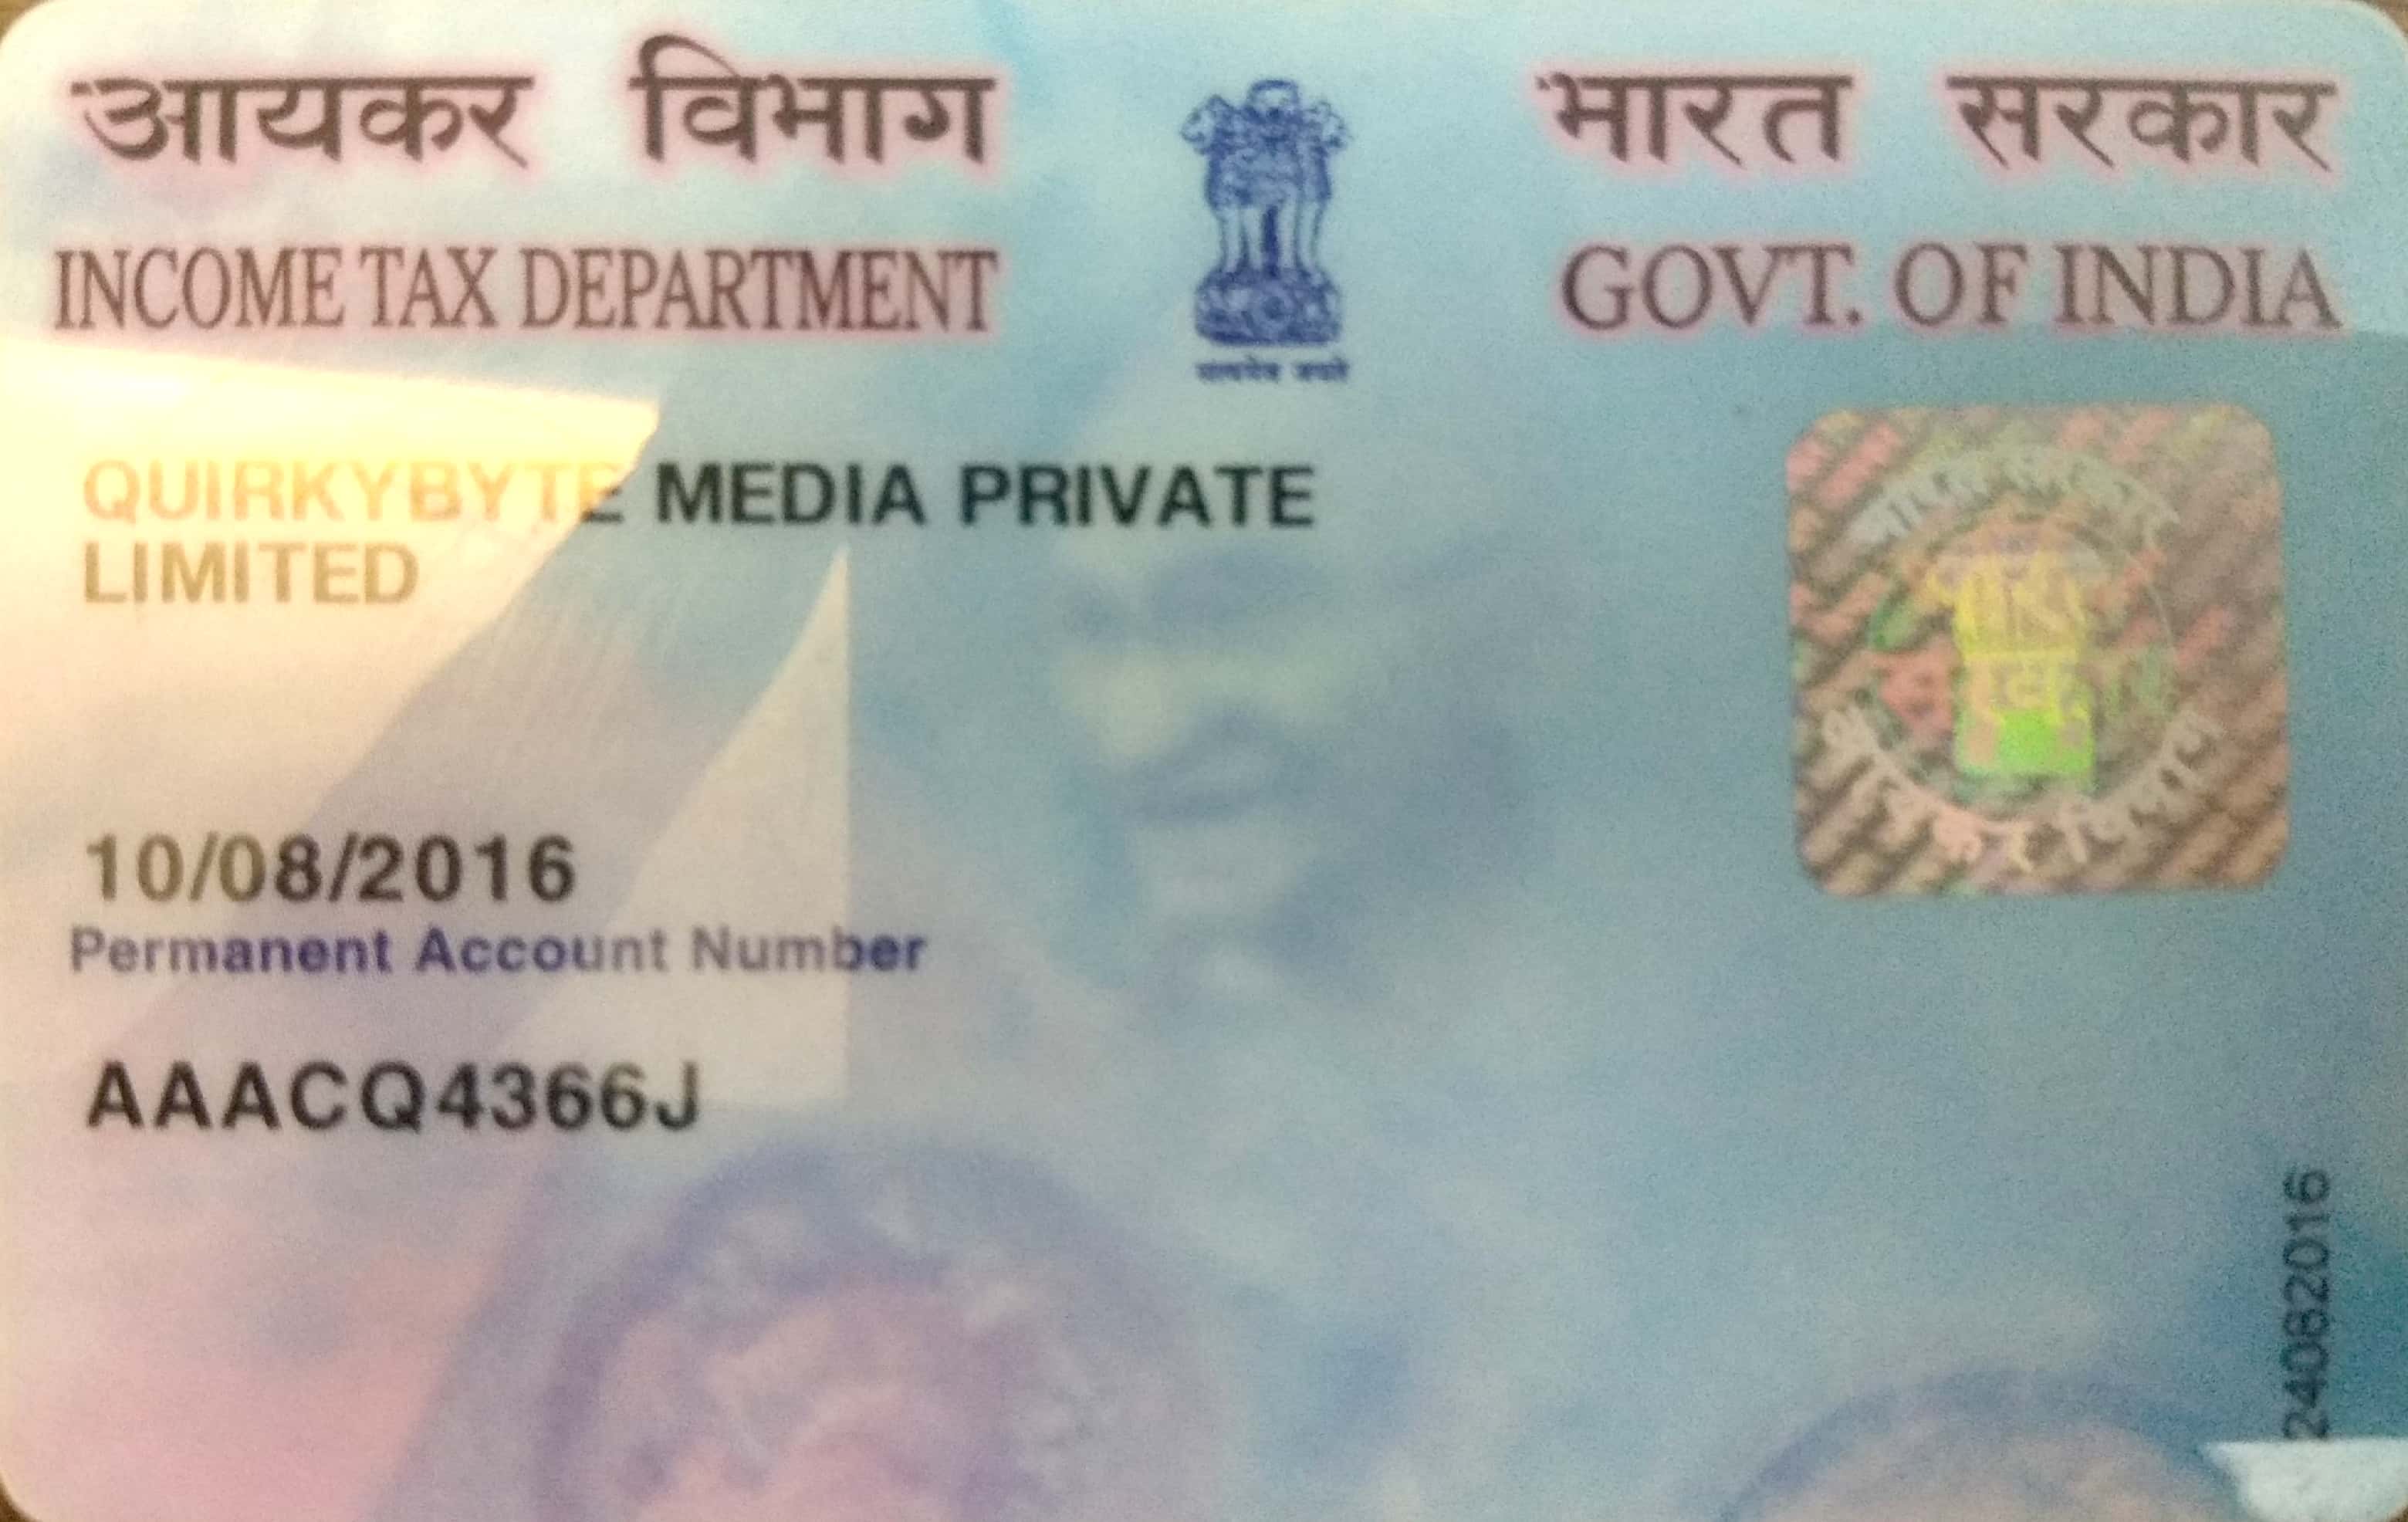 आयकर विभाग
INCOME TAX DEPARTMENT
भारत सरकार
GOVT. OF INDIA
सत्यमेव जयते
QUIRKYBYTE MEDIA PRIVATE
LIMITED
10/08/2016
Permanent Account Number
AAACQ4366J
24082016